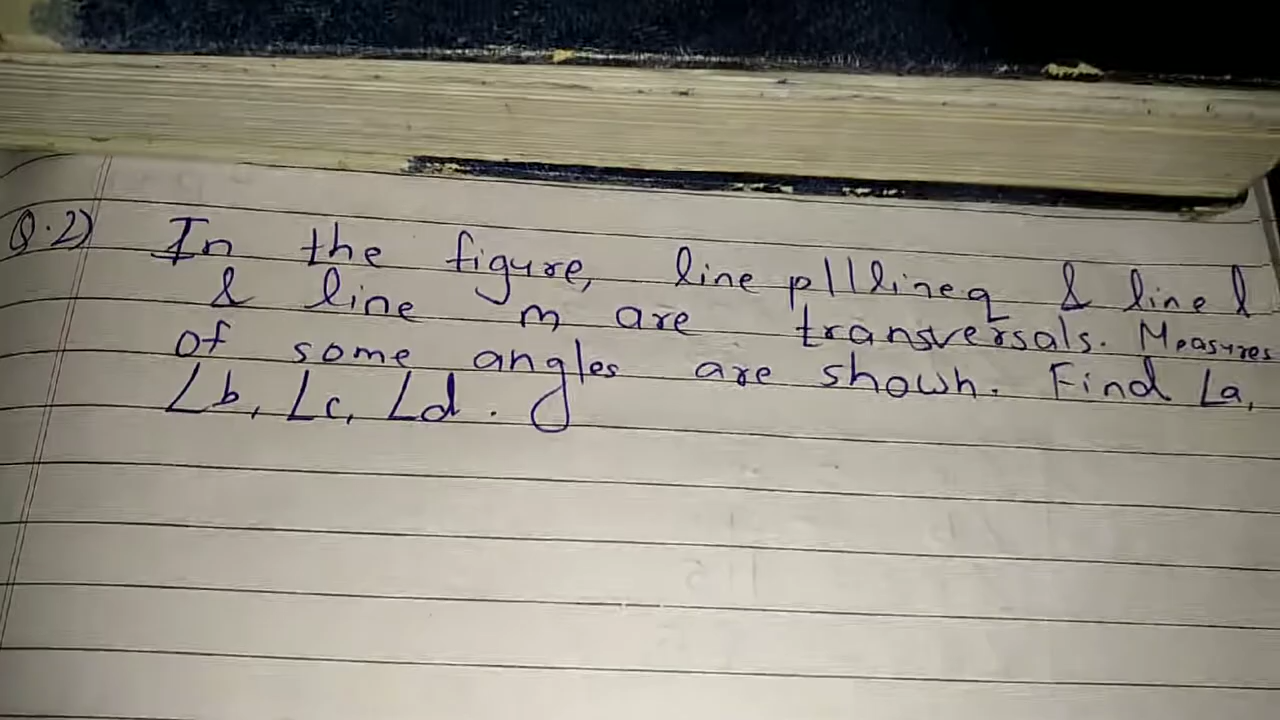 Q.2) In the figure, line p||line q & line l
& line m are transversals. Measures
of some angles are shown. Find ∠a,
∠b, ∠c, ∠d.